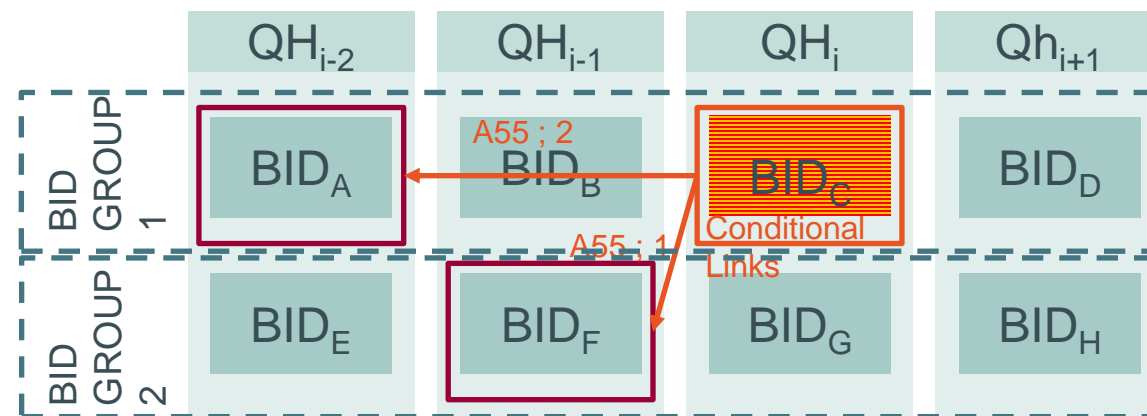 QHi-2 QHi-1 QHi Qhi+1
BID
GROUP
1
BIDA
A55 ; 2
BIDB
BIDC
BIDD
Conditional
Links
A55 ; 1
BID
GROUP
2
BIDE
BIDF
BIDG
BIDH